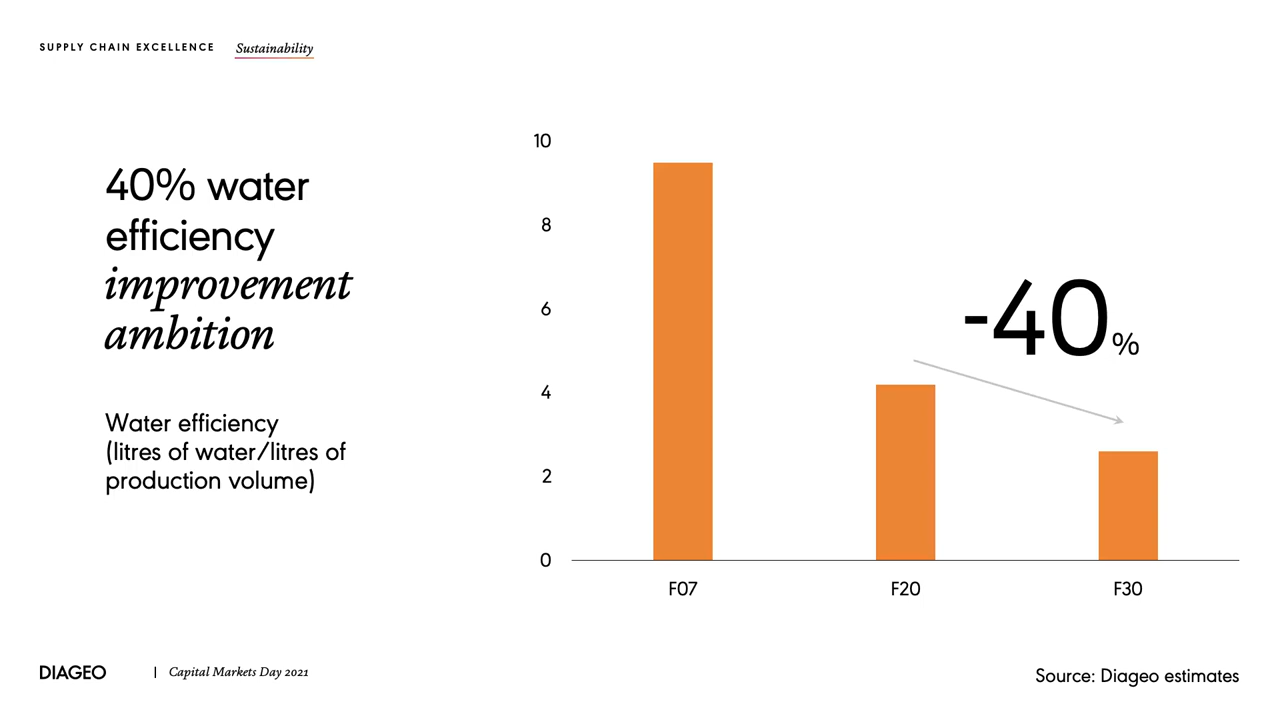 SUPPLY CHAIN EXCELLENCE Sustainability
40% water
efficiency
improvement
ambition
Water efficiency
(litres of water/litres of
production volume)
10
8
6
4
2
0
-40%
F07 F20 F30
DIAGEO | Capital Markets Day 2021
Source: Diageo estimates